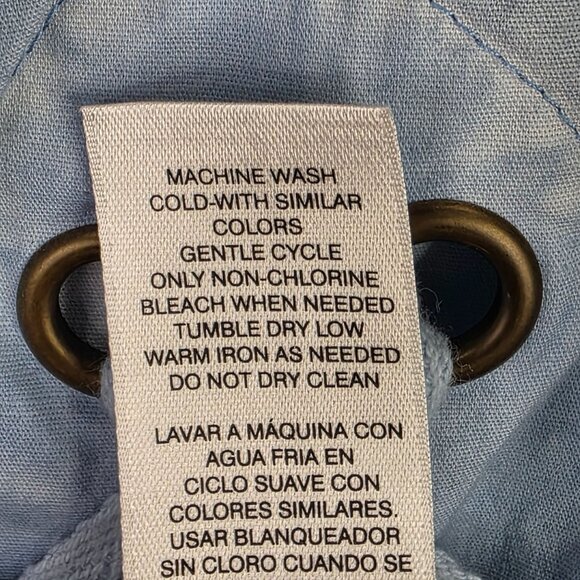 MACHINE WASH
COLD-WITH SIMILAR
COLORS
GENTLE CYCLE
ONLY NON-CHLORINE
BLEACH WHEN NEEDED
TUMBLE DRY LOW
WARM IRON AS NEEDED
DO NOT DRY CLEAN
LAVAR A MÁQUINA CON
AGUA FRIA EN
CICLO SUAVE CON
COLORES SIMILARES.
USAR BLANQUEADOR
SIN CLORO CUANDO SE